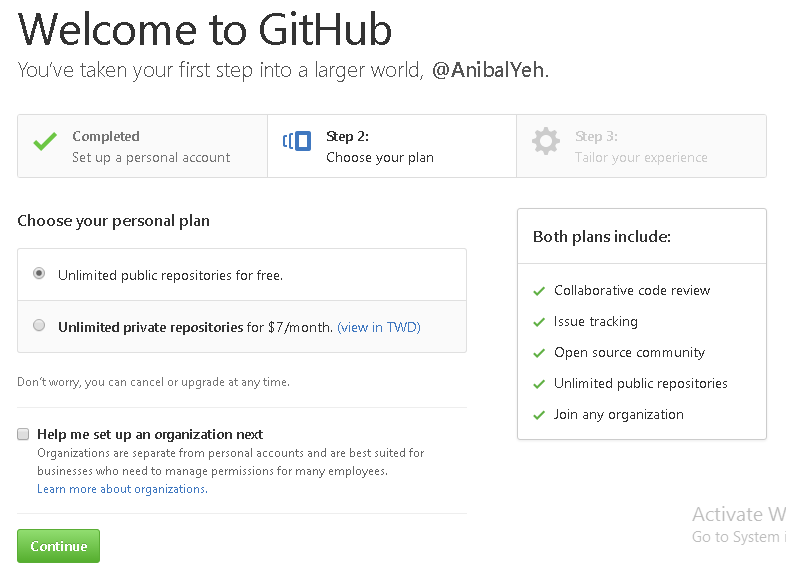 Welcome to GitHub
You've taken your first step into a larger world, @AnibalYeh.
Completed
Set up a personal account
Step 2:
Choose your plan
Step 3:
Tailor your experience
Choose your personal plan
Unlimited public repositories for free.
Unlimited private repositories for $7/month. (view in TWD)
Don't worry, you can cancel or upgrade at any time.
Help me set up an organization next
Organizations are separate from personal accounts and are best suited for
businesses who need to manage permissions for many employees.
Learn more about organizations.
Continue
Both plans include:
Collaborative code review
Issue tracking
Open source community
Unlimited public repositories
Join any organization
Activate W
Go to System i